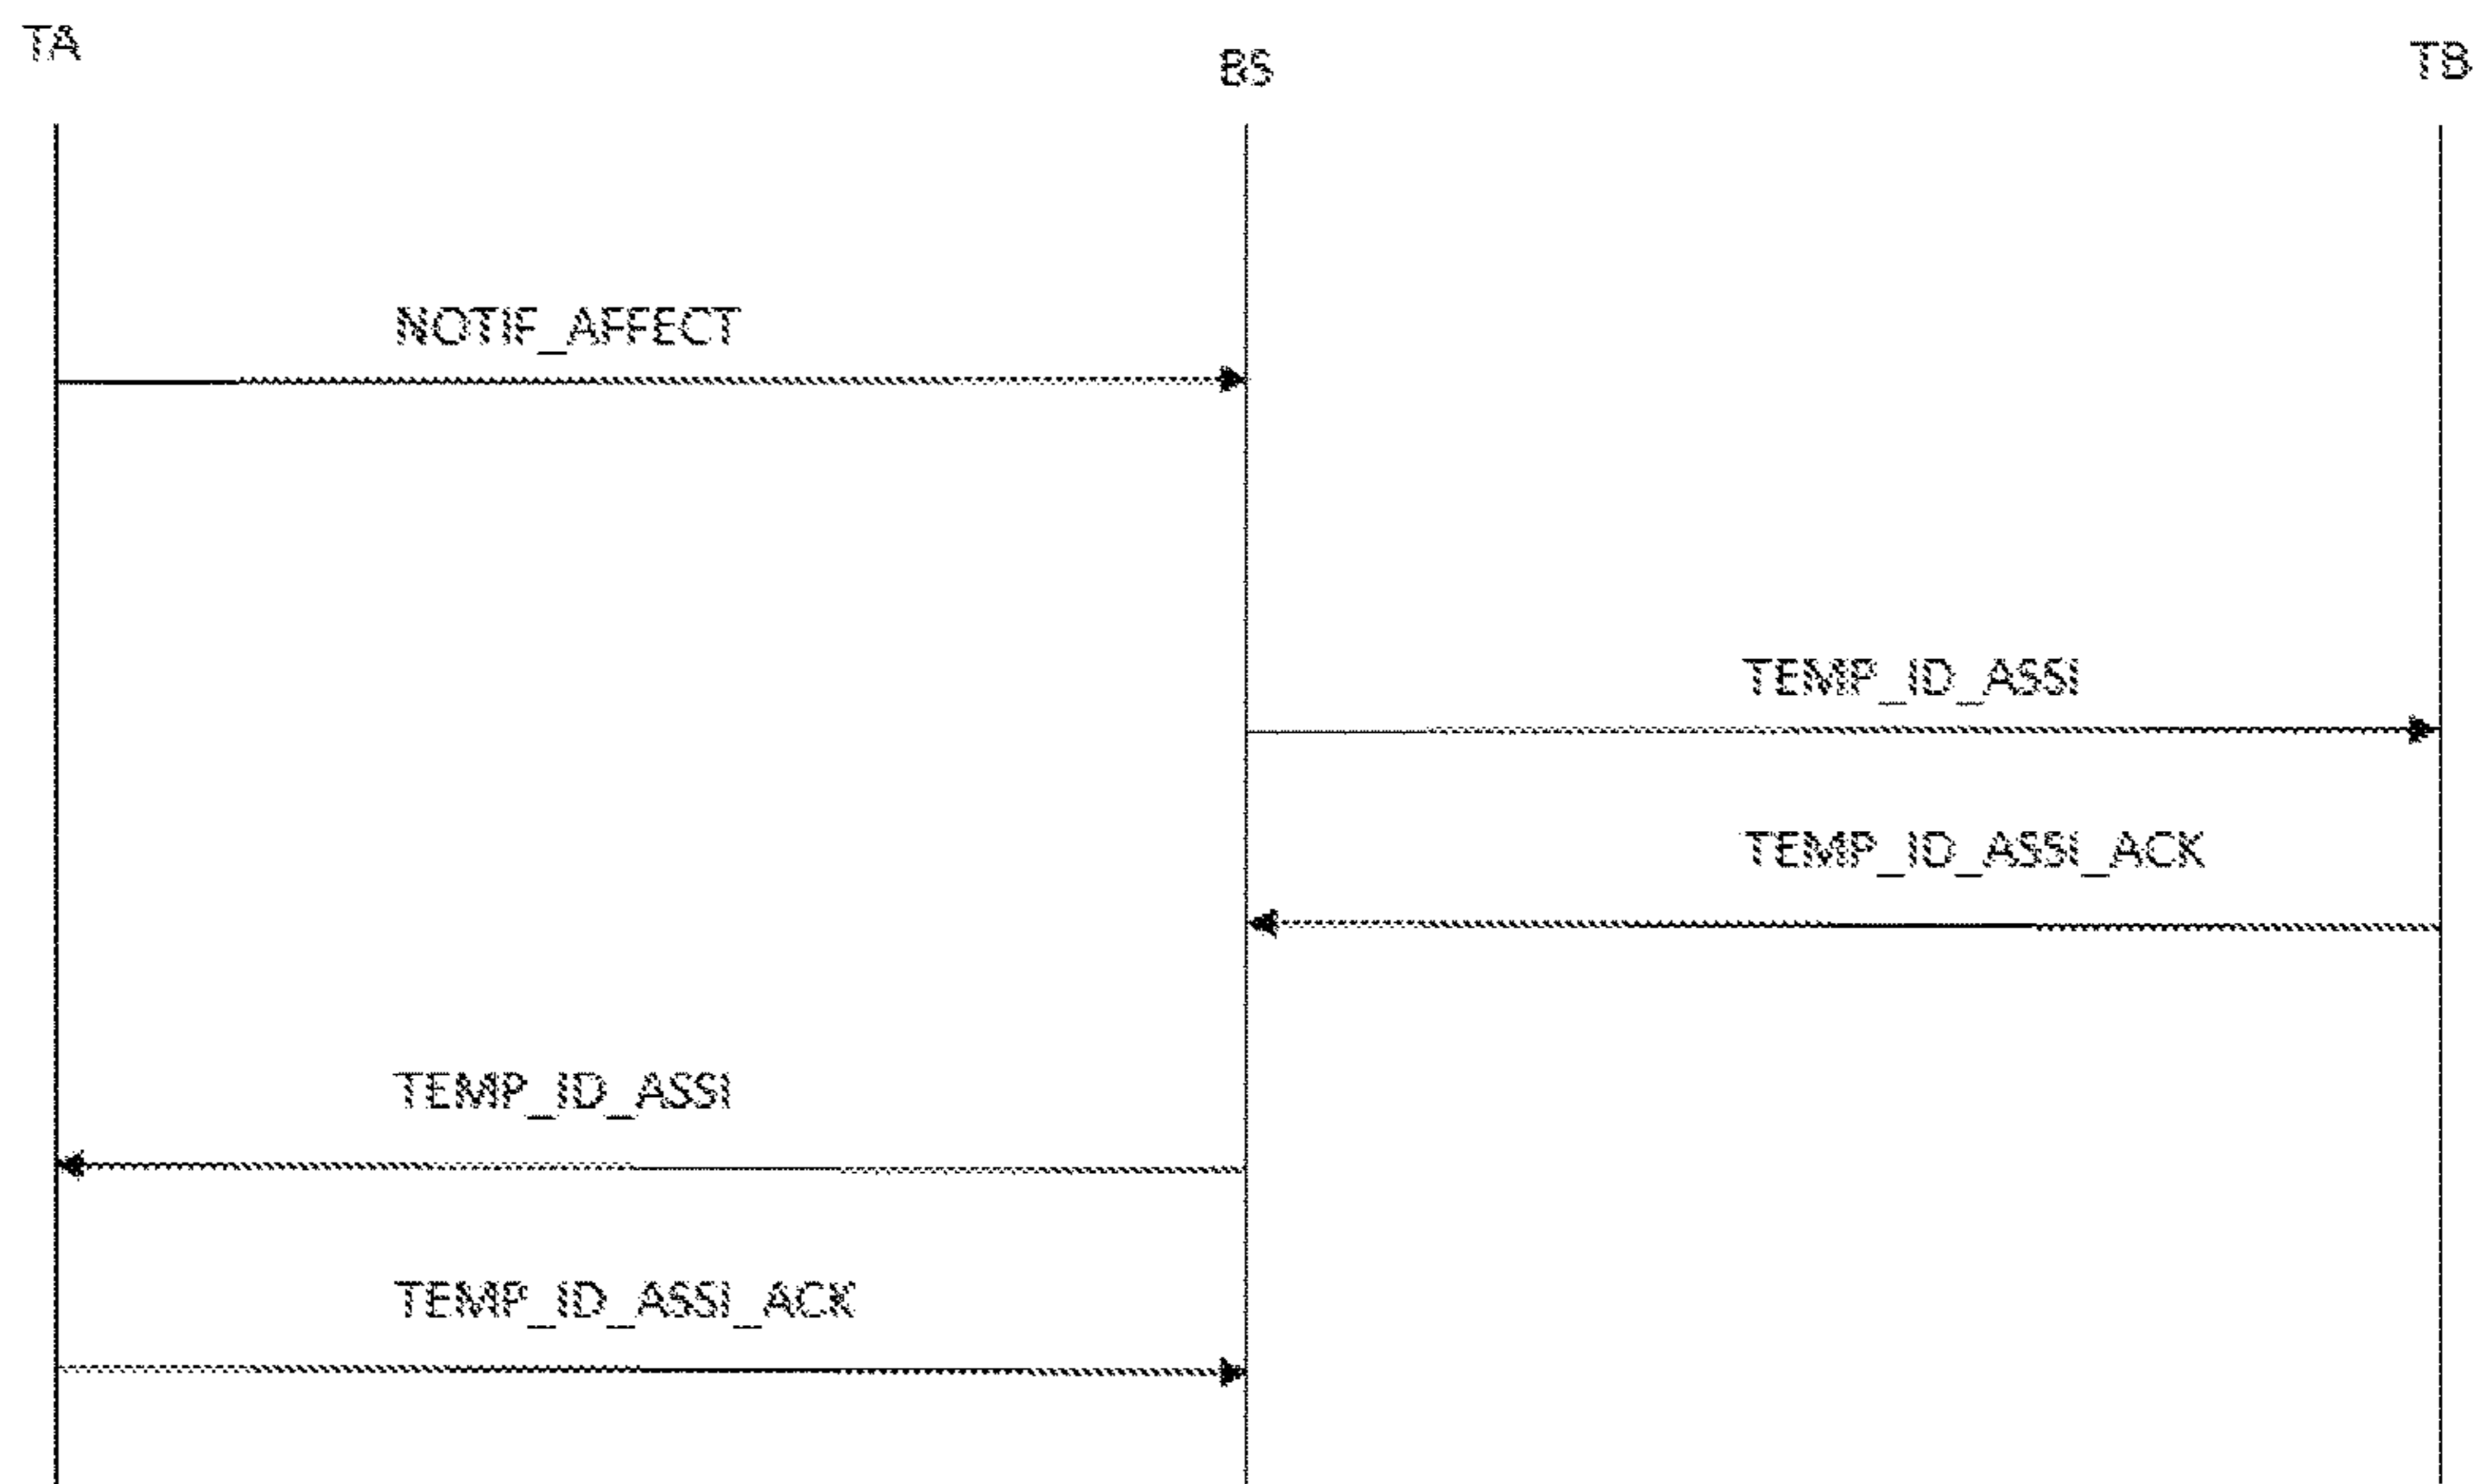 TA
BS
TB
NOTIF_AFFECT
TEMP_ID_ASSI
TEMP_ID_ASSI_ACK
TEMP_ID_ASSI
TEMP_ID_ASSI_ACK